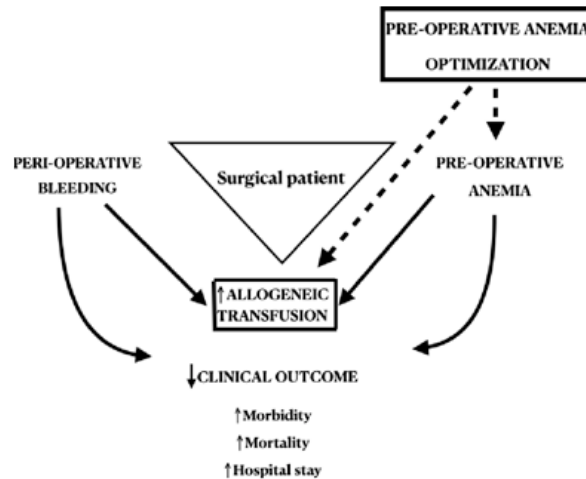 PRE-OPERATIVE ANEMIA
OPTIMIZATION
PERI-OPERATIVE
BLEEDING
Surgical patient
PRE-OPERATIVE
ANEMIA
↑ALLOGENEIC
TRANSFUSION
↓CLINICAL OUTCOME
↑Morbidity
↑Mortality
↑Hospital stay